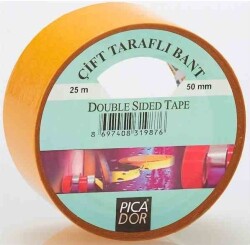 ÇİFT TARAFLI BANT
25 m 50 mm
DOUBLE SIDED TAPE
8 697408 319876
PICA
DOR